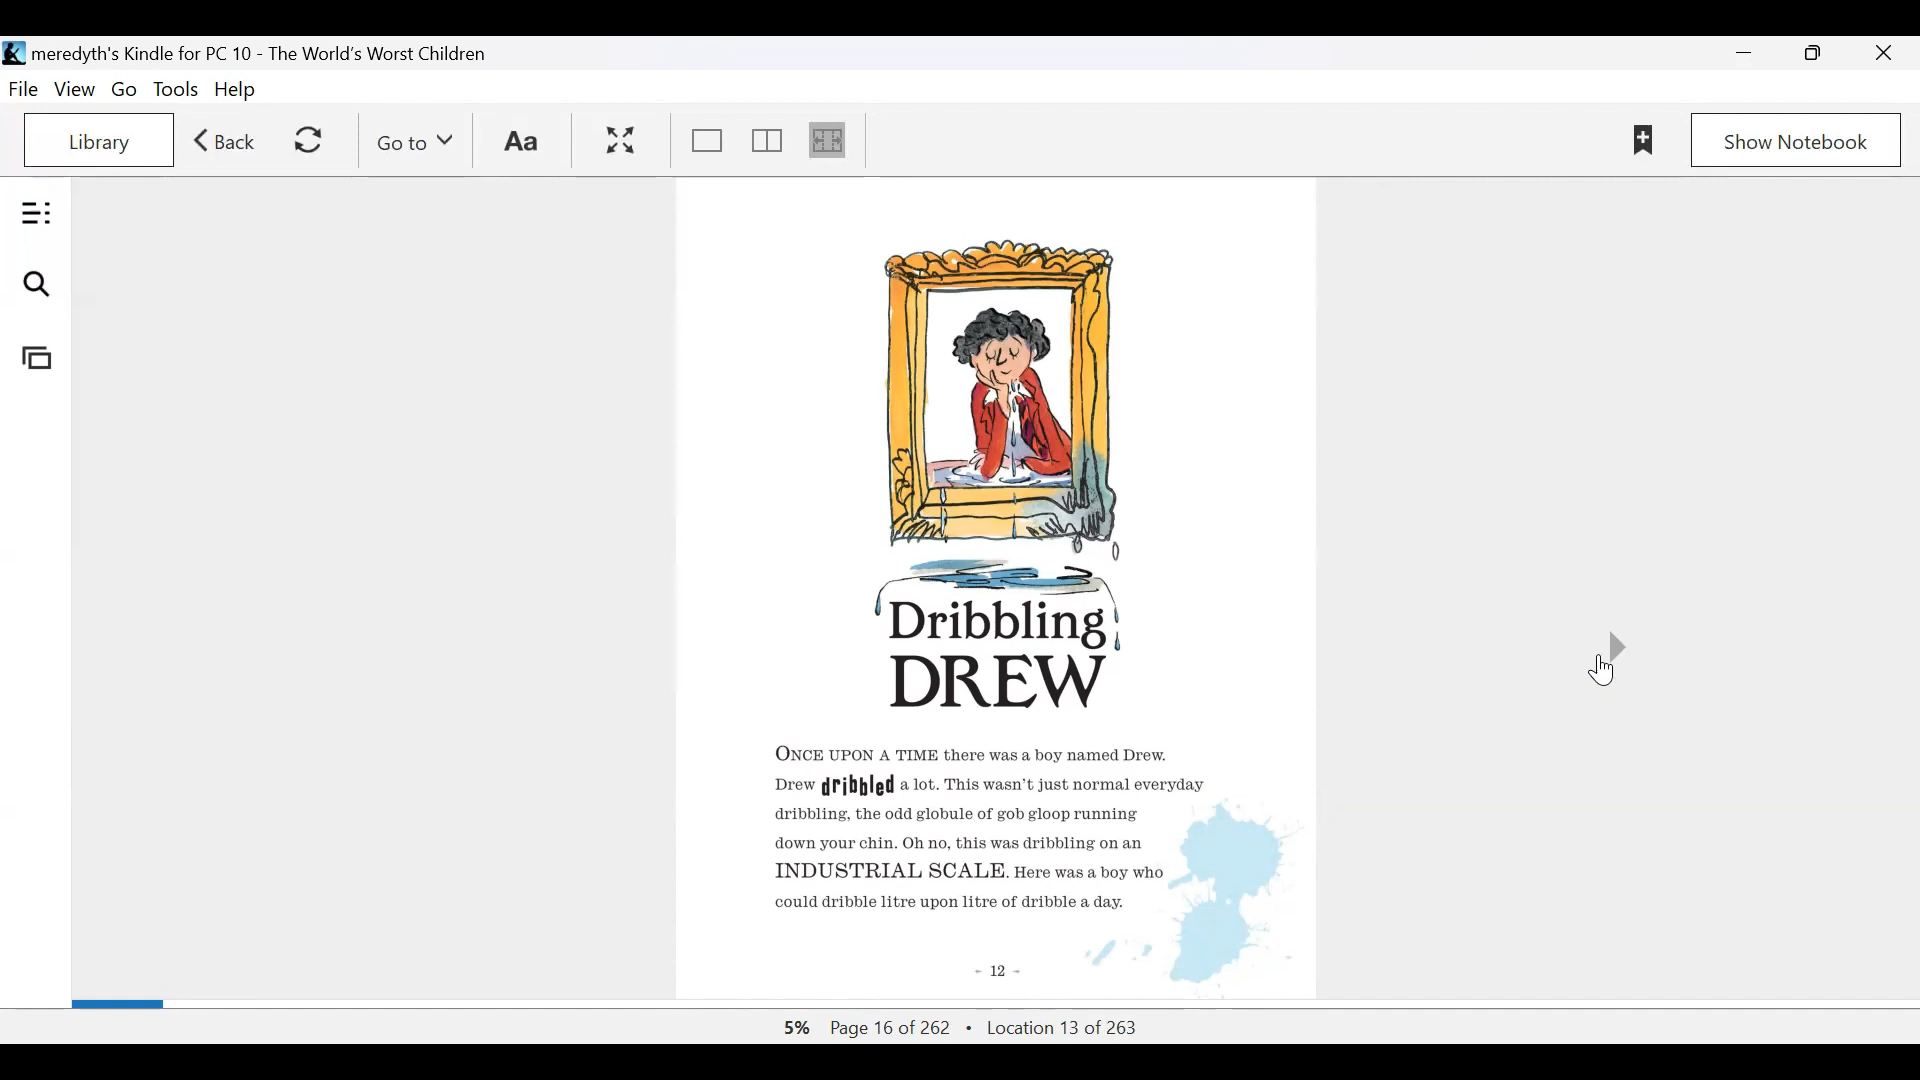 meredyth's Kindle for PC 10 - The World's Worst Children
File View Go Tools Help
Library Back Go to Aa Show Notebook
Dribbling
DREW
ONCE UPON A TIME there was a boy named Drew.
Drew dribbled a lot. This wasn't just normal everyday
dribbling, the odd globule of gob gloop running
down your chin. Oh no, this was dribbling on an
INDUSTRIAL SCALE. Here was a boy who
could dribble litre upon litre of dribble a day.
- 12 -
5% Page 16 of 262 • Location 13 of 263